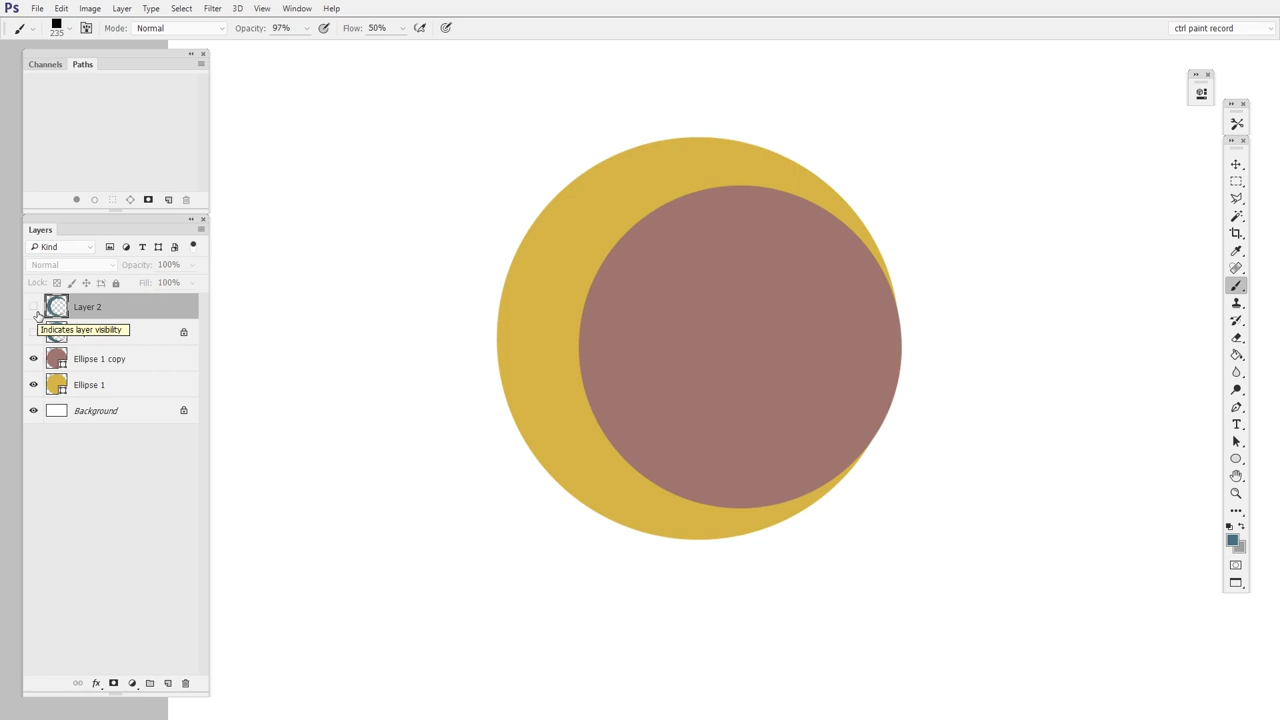 Ps File Edit Image Layer Type Select Filter 3D View Window Help
235 Mode: Normal Opacity: 97% Flow: 50% ctrl paint record
Channels Paths
Layers
Kind
Normal Opacity: 100%
Lock: Fill: 100%
Layer 2
Indicates layer visibility
Ellipse 1 copy
Ellipse 1
Background